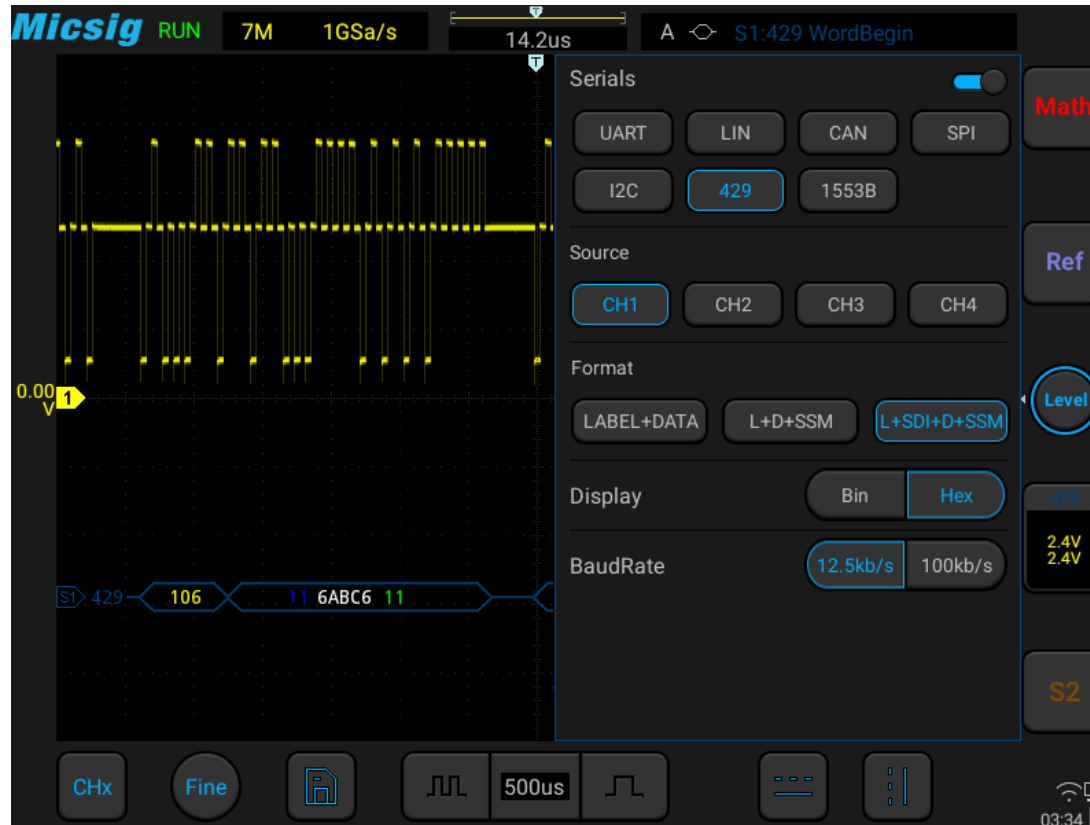 Micsig RUN 7M 1GSa/s 14.2us A S1:429 WordBegin
T
T
Serials
Math
UART LIN CAN SPI
I2C 429 1553B
Source
Ref
CH1 CH2 CH3 CH4
Format
0.00 V 1
Level
LABEL+DATA L+D+SSM L+SDI+D+SSM
Display Bin Hex
429
2.4V
2.4V
BaudRate 12.5kb/s 100kb/s
S1 429 106 11 6ABC6 11
S2
CHx Fine 500us
03:34